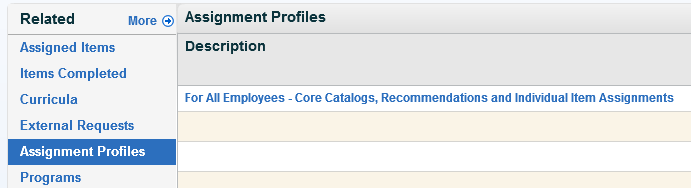 Related
More
Assigned Items
Items Completed
Curricula
External Requests
Assignment Profiles
Programs
Assignment Profiles
Description
For All Employees - Core Catalogs, Recommendations and Individual Item Assignments